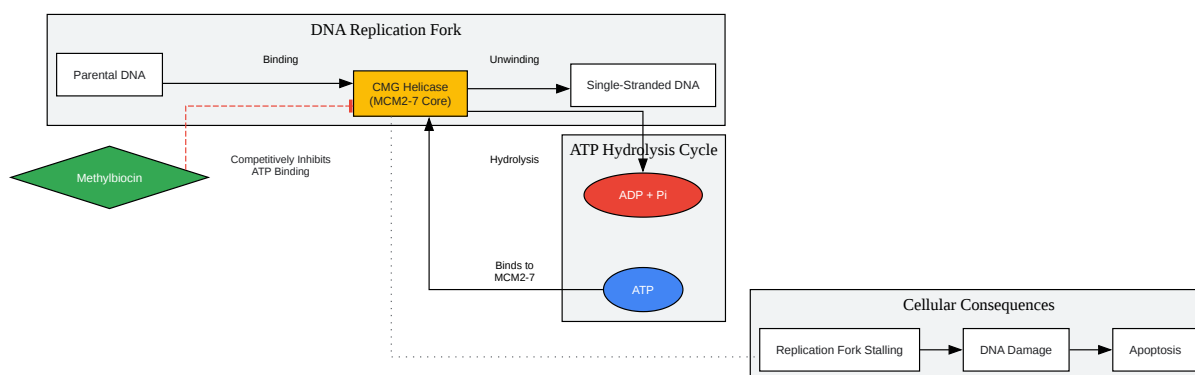 DNA Replication Fork
Parental DNA
Binding
CMG Helicase
(MCM2-7 Core)
Unwinding
Single-Stranded DNA
Methylbiocin
Competitively Inhibits
ATP Binding
Hydrolysis
ATP Hydrolysis Cycle
ADP + Pi
Binds to
MCM2-7
ATP
Cellular Consequences
Replication Fork Stalling
DNA Damage
Apoptosis